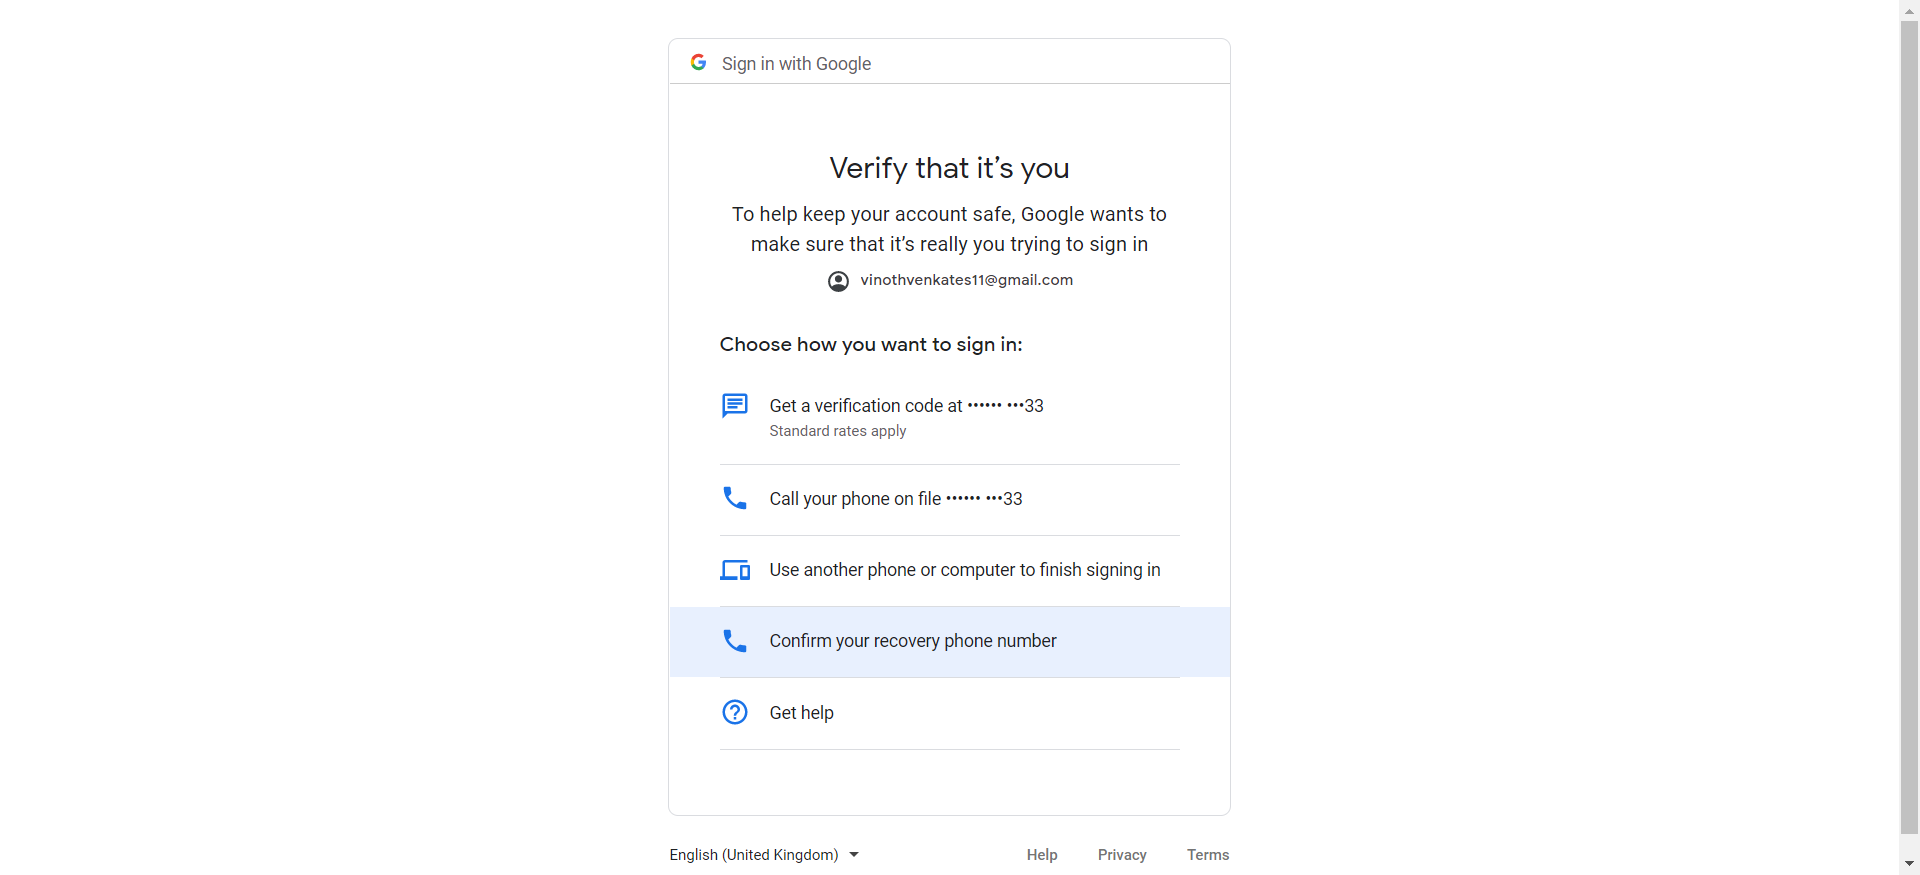 Sign in with Google
Verify that it’s you
To help keep your account safe, Google wants to
make sure that it’s really you trying to sign in
vinothvenkates11@gmail.com
Choose how you want to sign in:
Get a verification code at •••••• •••33
Standard rates apply
Call your phone on file •••••• •••33
Use another phone or computer to finish signing in
Confirm your recovery phone number
Get help
English (United Kingdom)
Help
Privacy
Terms